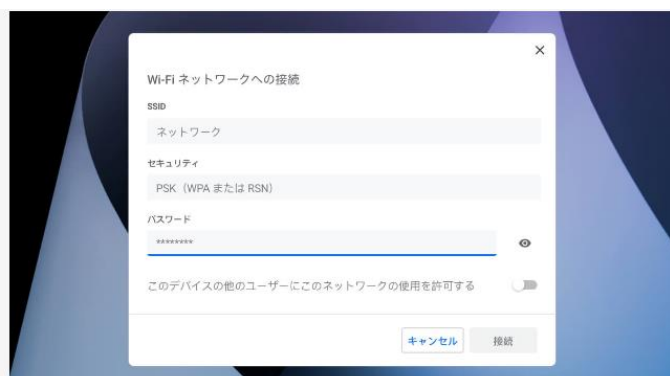 Wi-Fi ネットワークへの接続
SSID
ネットワーク
セキュリティ
PSK（WPA または RSN）
パスワード
********
このデバイスの他のユーザーにこのネットワークの使用を許可する
キャンセル 接続